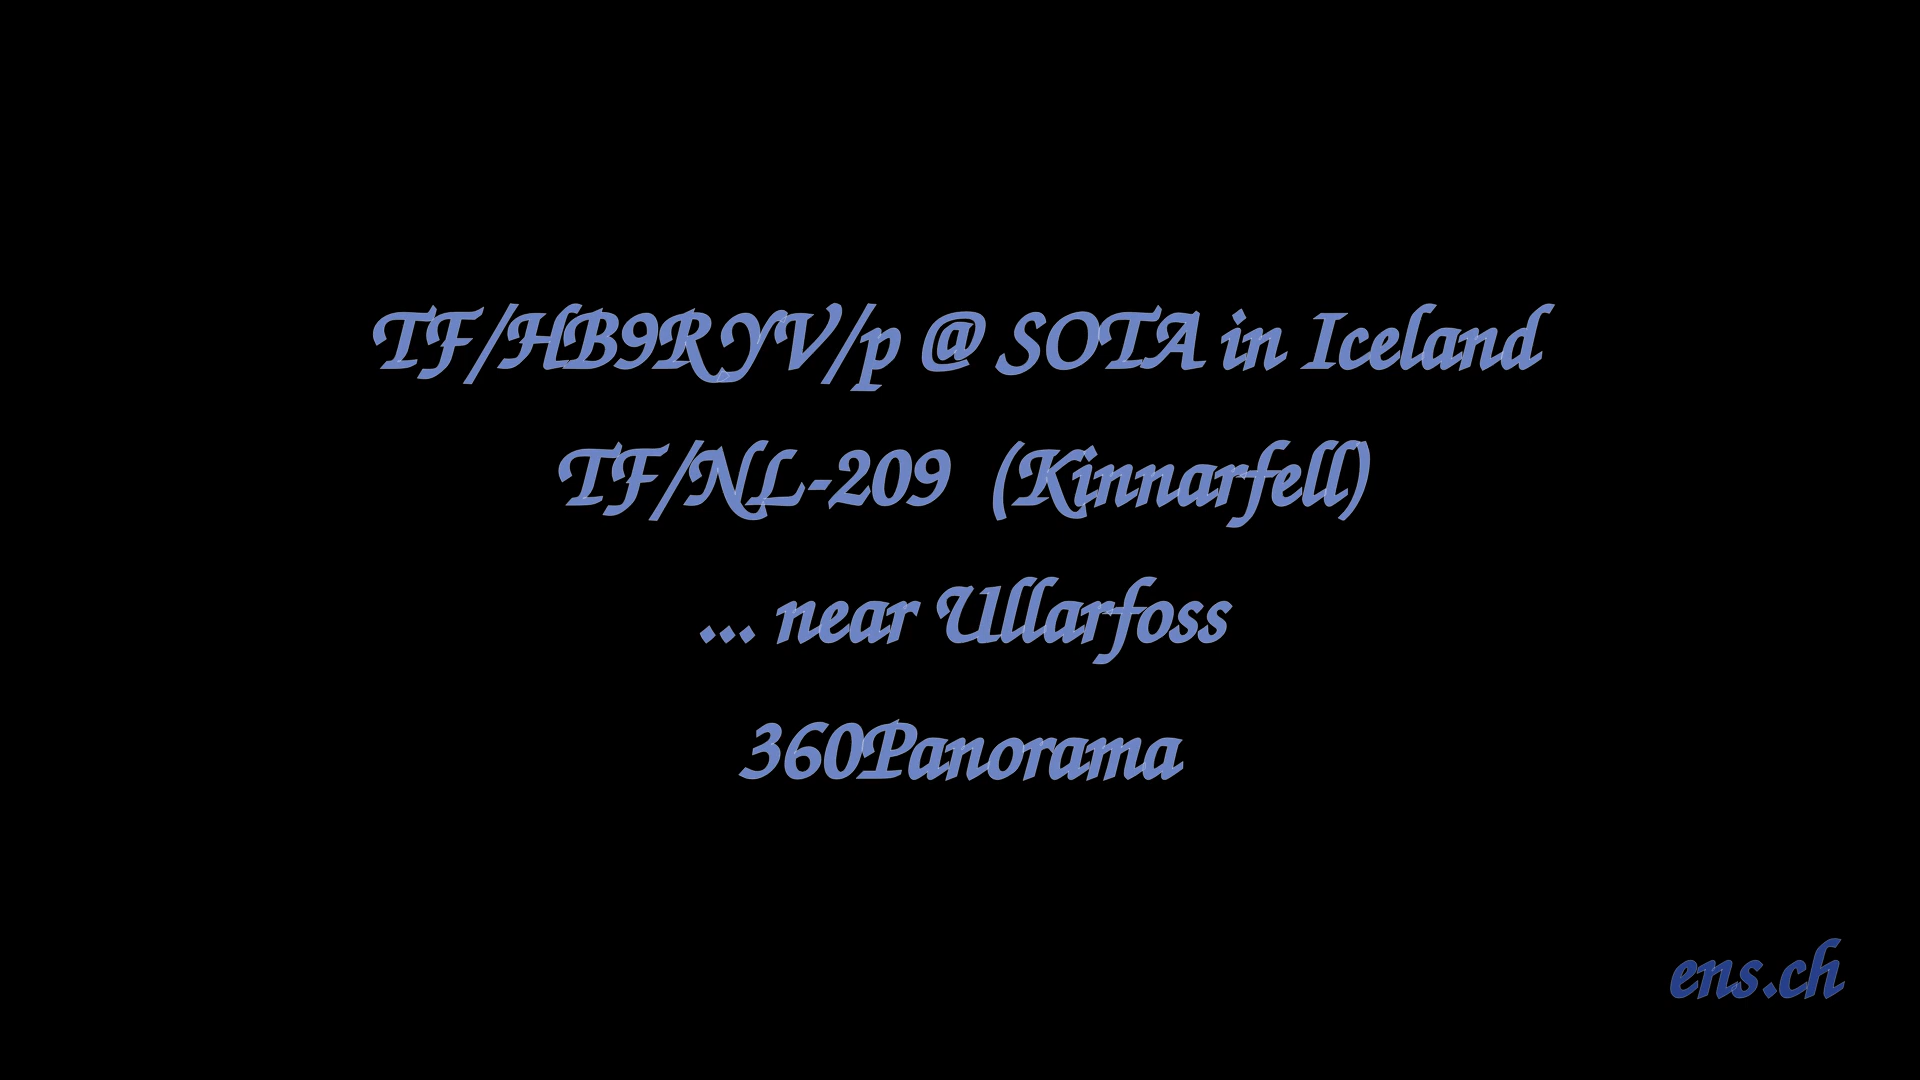 TF/HB9RYV/p @ SOTA in Iceland
TF/NL-209 (Kinnarfell)
... near Ullarfoss
360Panorama
ens.ch